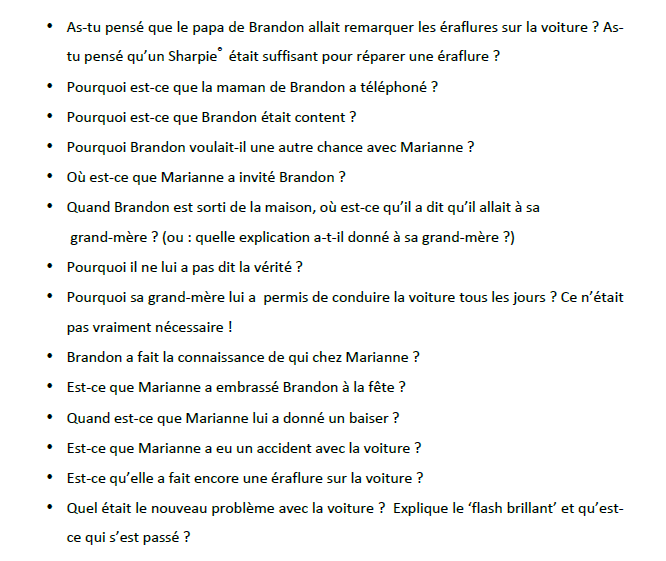 • As-tu pensé que le papa de Brandon allait remarquer les éraflures sur la voiture ? As-
tu pensé qu’un Sharpie° était suffisant pour réparer une éraflure ?
• Pourquoi est-ce que la maman de Brandon a téléphoné ?
• Pourquoi est-ce que Brandon était content ?
• Pourquoi Brandon voulait-il une autre chance avec Marianne ?
• Où est-ce que Marianne a invité Brandon ?
• Quand Brandon est sorti de la maison, où est-ce qu’il a dit qu’il allait à sa
grand-mère ? (ou : quelle explication a-t-il donné à sa grand-mère ?)
• Pourquoi il ne lui a pas dit la vérité ?
• Pourquoi sa grand-mère lui a permis de conduire la voiture tous les jours ? Ce n’était
pas vraiment nécessaire !
• Brandon a fait la connaissance de qui chez Marianne ?
• Est-ce que Marianne a embrassé Brandon à la fête ?
• Quand est-ce que Marianne lui a donné un baiser ?
• Est-ce que Marianne a eu un accident avec la voiture ?
• Est-ce qu’elle a fait encore une éraflure sur la voiture ?
• Quel était le nouveau problème avec la voiture ? Explique le ‘flash brillant’ et qu’est-
ce qui s’est passé ?